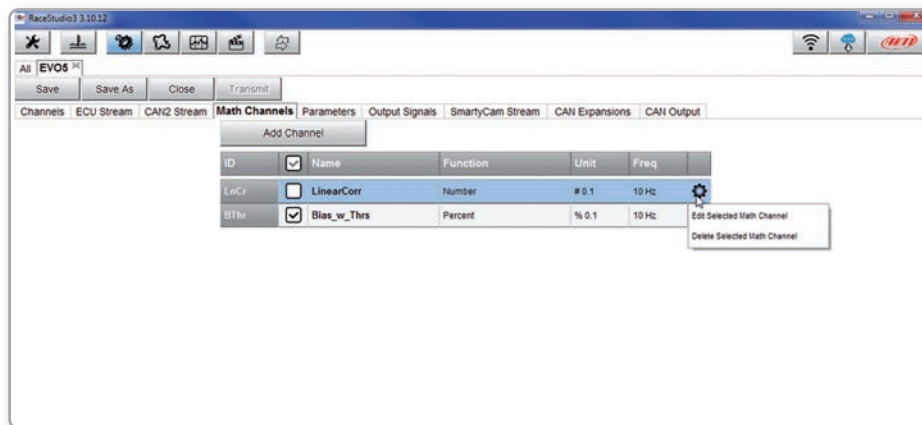 RaceStudio3 3.10.12
AiM
All EVO5
Save Save As Close Transmit
Channels ECU Stream CAN2 Stream Math Channels Parameters Output Signals SmartyCam Stream CAN Expansions CAN Output
Add Channel
ID Name Function Unit Freq
LnCr LinearCorr Number # 0.1 10 Hz
BThr Bias_w_Thrs Percent % 0.1 10 Hz
Edit Selected Math Channel
Delete Selected Math Channel